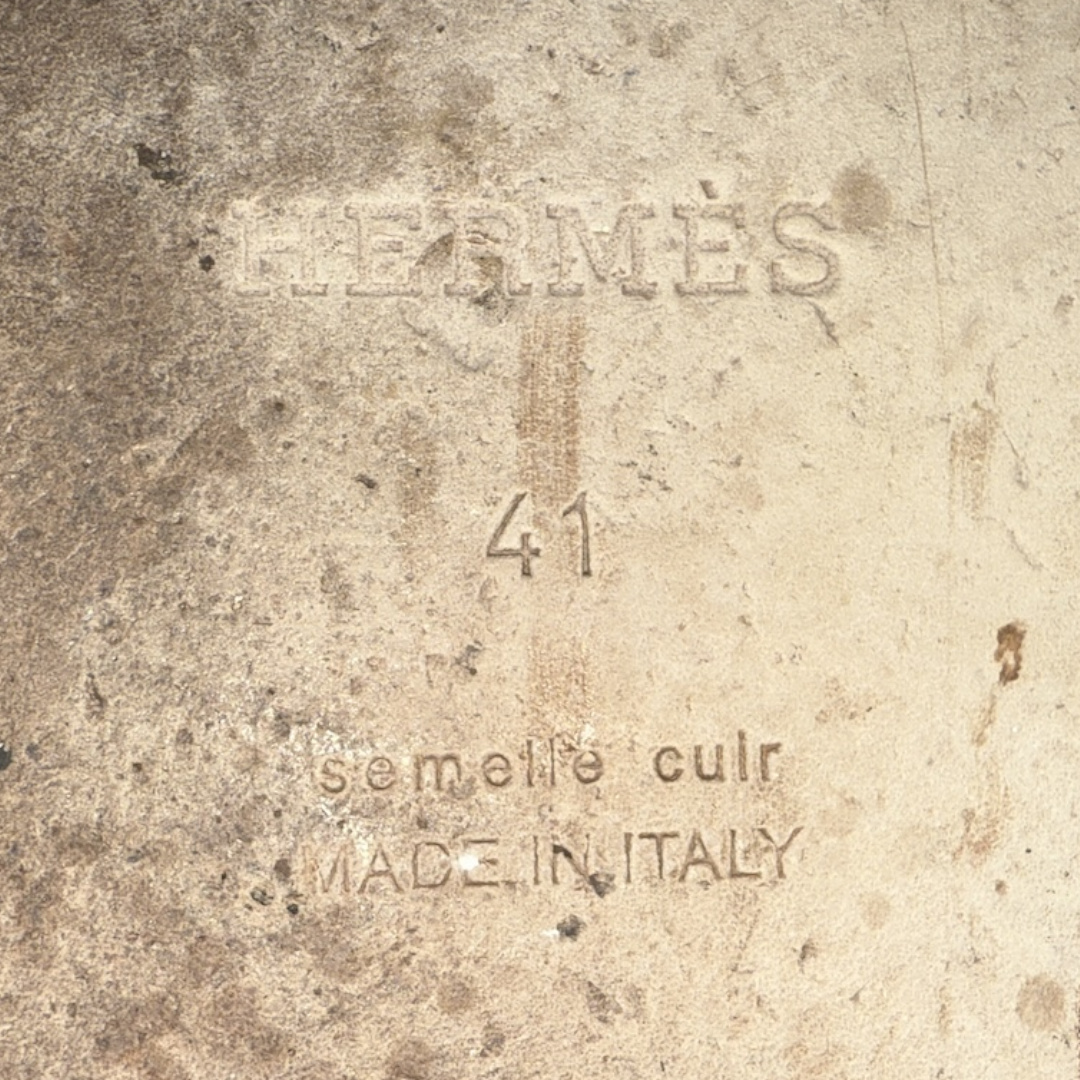 HERMÈS
41
semelle cuir
MADE IN ITALY